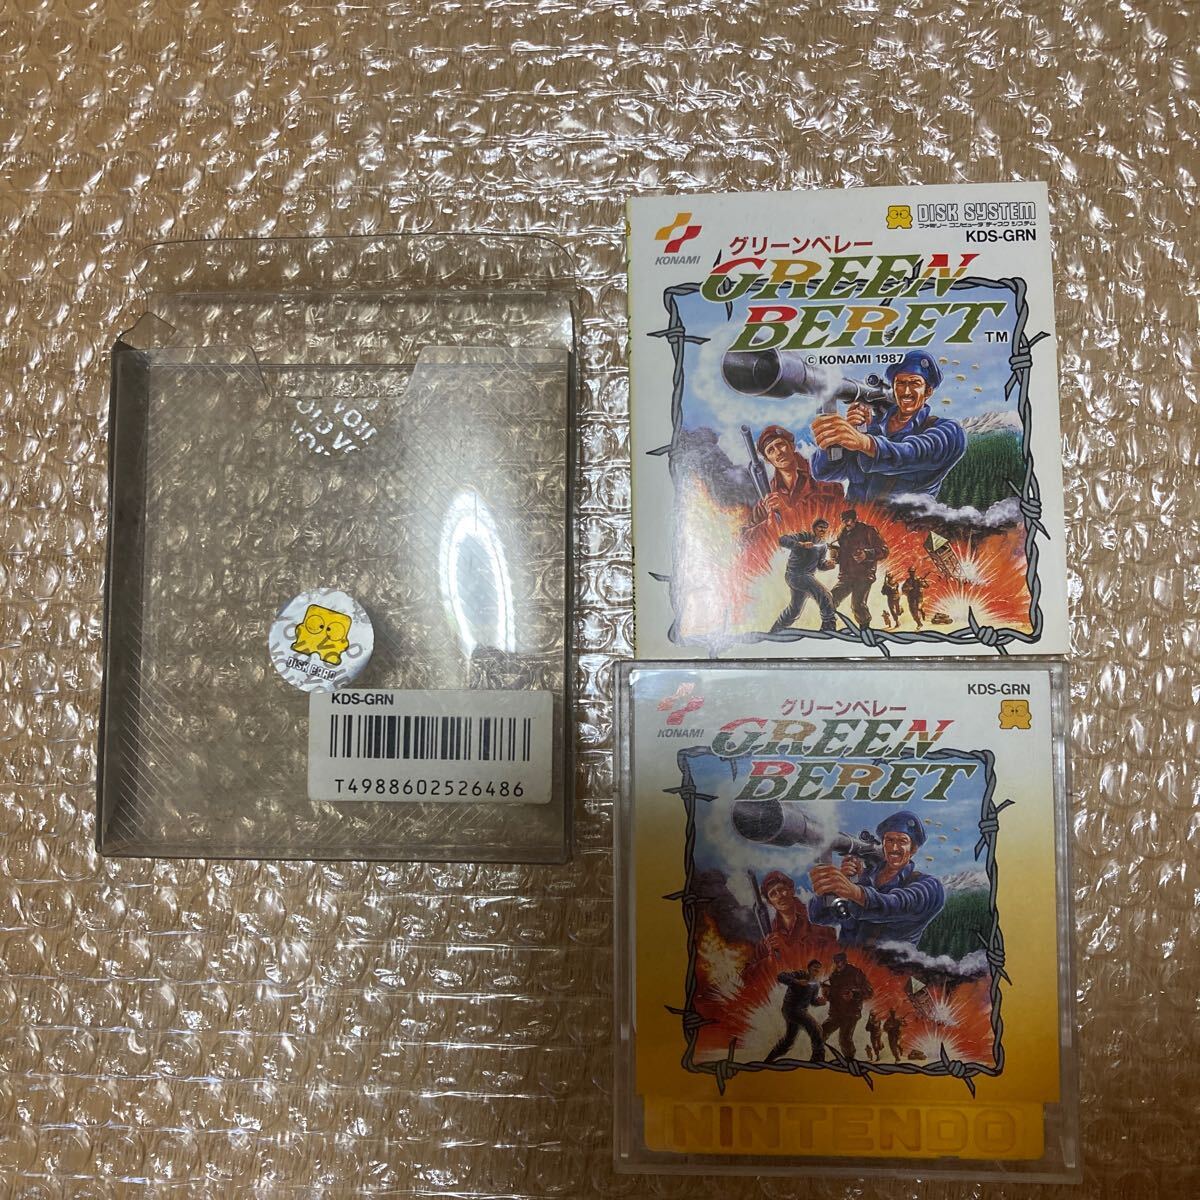 DISK CARD
KDS-GRN
T4988602526486
KONAMI
DISK SYSTEM
ファミリー コンピュータ ディスク システム
KDS-GRN
グリーンベレー
GREEN
BERET™
© KONAMI 1987
KONAMI
KDS-GRN
グリーンベレー
GREEN
BERET
NINTENDO